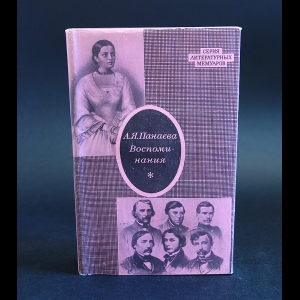 СЕРИЯ
ЛИТЕРАТУРНЫХ
МЕМУАРОВ
А.Я.Панаева
Воспоми-
нания
*